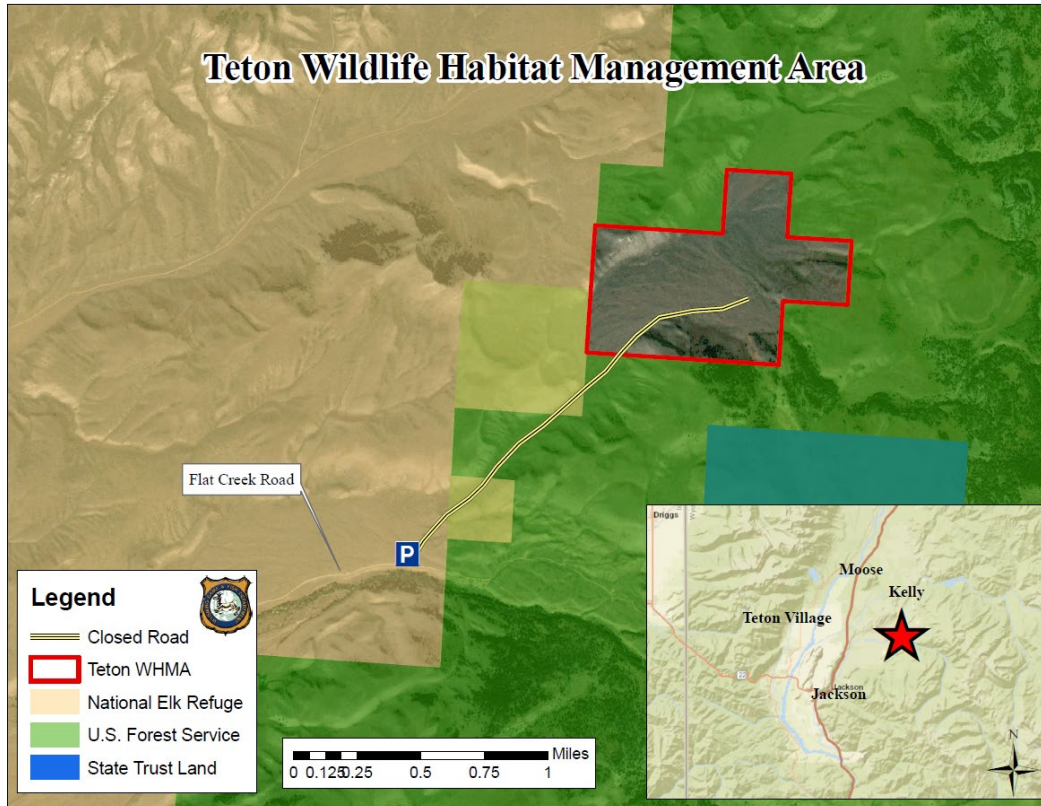 Teton Wildlife Habitat Management Area
Flat Creek Road
P
Legend
Closed Road
Teton WHMA
National Elk Refuge
U.S. Forest Service
State Trust Land
Miles
0 0.125 0.25 0.5 0.75 1
Driggs
Moose
Kelly
Teton Village
22
Jackson
Jackson
N